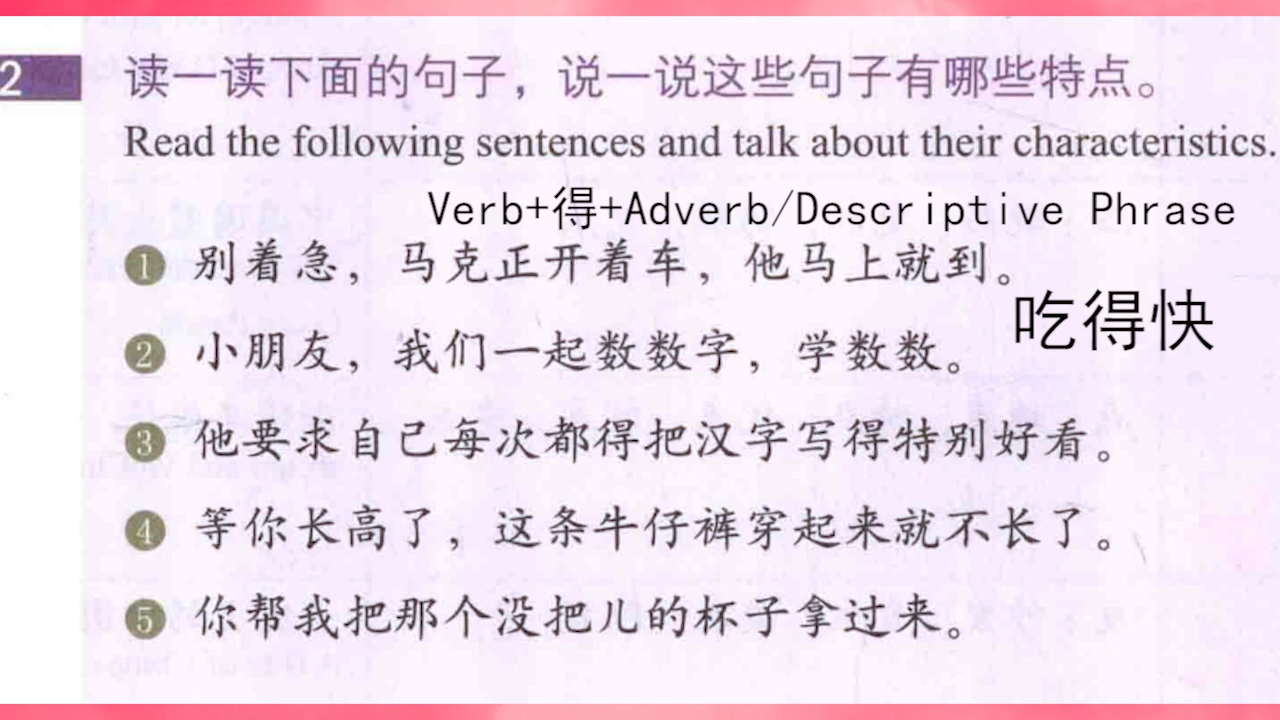 2 读一读下面的句子，说一说这些句子有哪些特点。
Read the following sentences and talk about their characteristics.
Verb+得+Adverb/Descriptive Phrase
1 别着急，马克正开着车，他马上就到。
吃得快
2 小朋友，我们一起数数字，学数数。
3 他要求自己每次都得把汉字写得特别好看。
4 等你长高了，这条牛仔裤穿起来就不长了。
5 你帮我把那个没把儿的杯子拿过来。